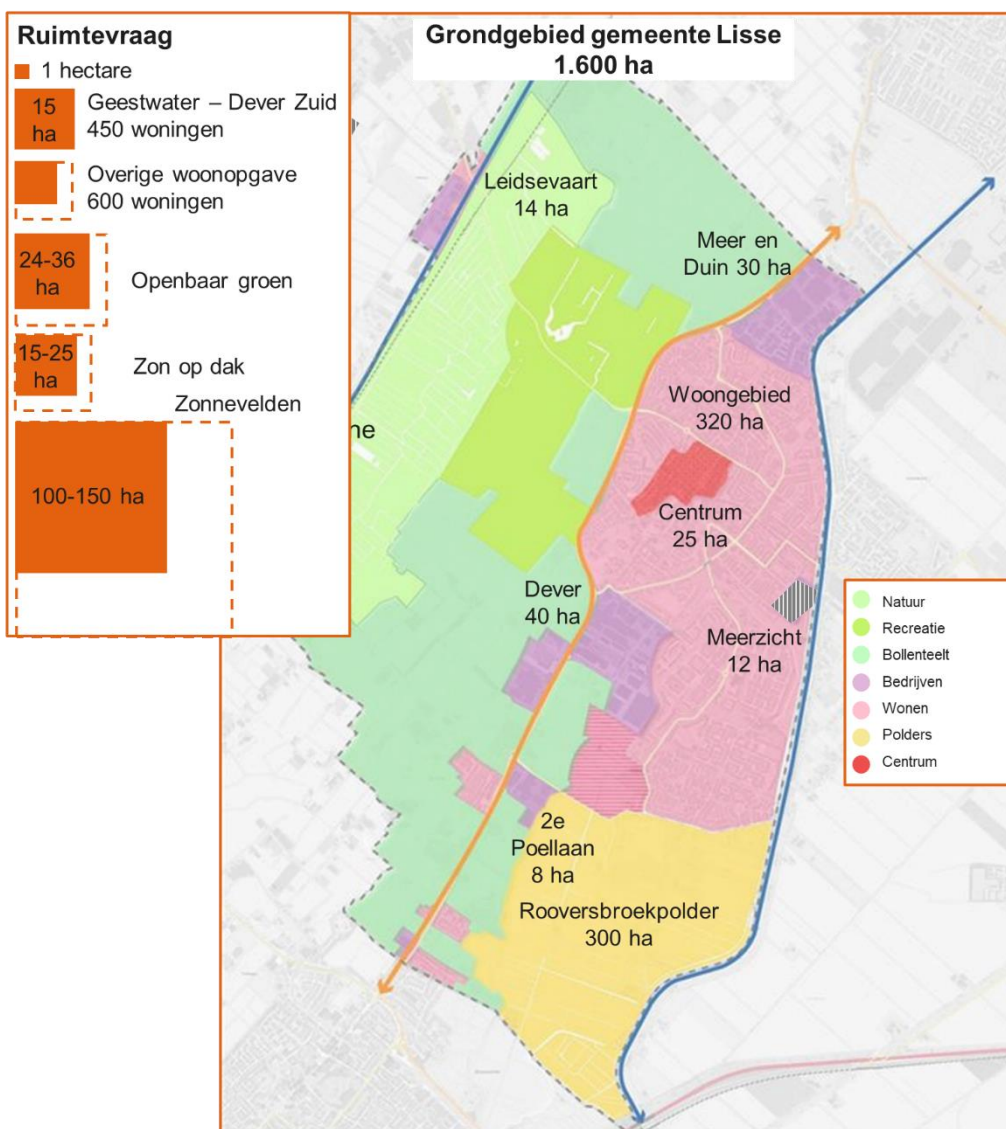 Ruimtevraag
1 hectare
15
ha
Geestwater – Dever Zuid
450 woningen
Overige woonopgave
600 woningen
24-36
ha
Openbaar groen
15-25
ha
Zon op dak
Zonnevelden
100-150 ha
Grondgebied gemeente Lisse
1.600 ha
Leidsevaart
14 ha
Meer en
Duin 30 ha
Woongebied
320 ha
ne
Centrum
25 ha
Dever
40 ha
Meerzicht
12 ha
2e
Poellaan
8 ha
Rooversbroekpolder
300 ha
Natuur
Recreatie
Bollenteelt
Bedrijven
Wonen
Polders
Centrum